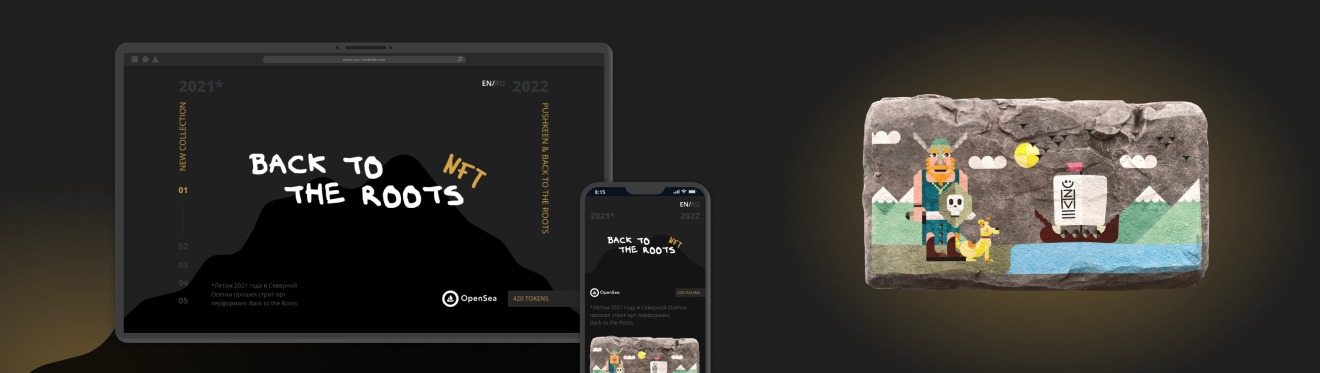 2021*
EN/RU
2022
NEW COLLECTION
PUSHKEEN & BACK TO THE ROOTS
BACK TO
THE ROOTS
NFT
01
02
03
04
05
*Летом 2021 года в Северной
Осетии прошел стрит-арт
перформанс Back to the Roots.
OpenSea
420 TOKENS
8:15
EN/RU
2021*
2022
BACK TO
THE ROOTS
NFT
OpenSea
420 TOKENS
*Летом 2021 года в Северной Осетии
прошел стрит-арт перформанс
Back to the Roots.